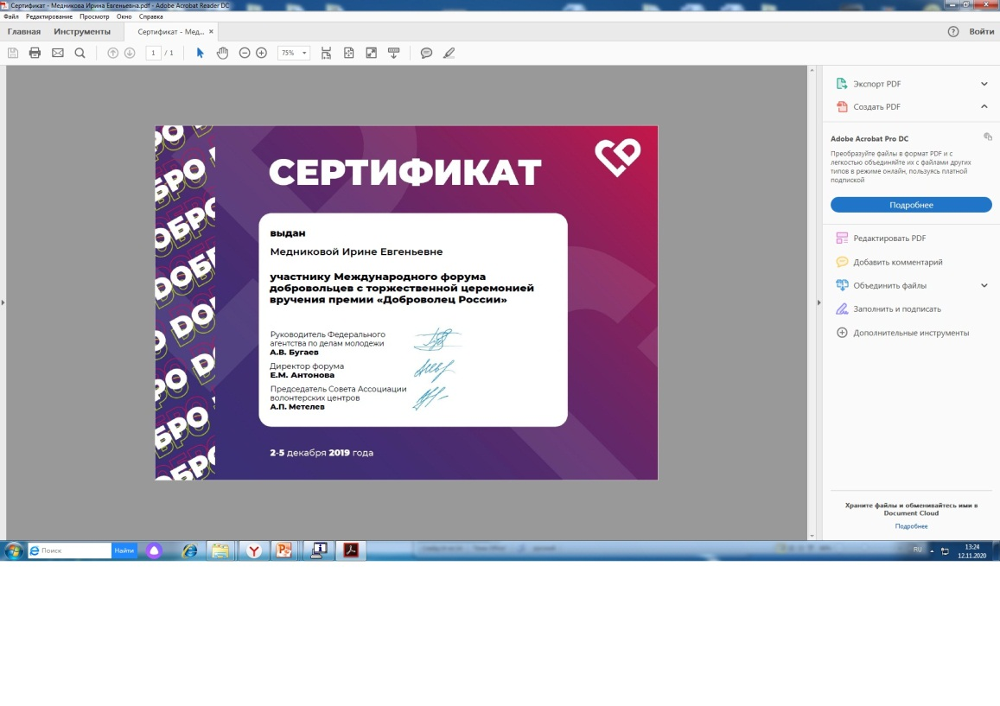 Сертификат - Медникова Ирина Евгеньевна.pdf - Adobe Acrobat Reader DC
Файл Редактирование Просмотр Окно Справка
Главная Инструменты Сертификат - Мед... × Войти
1 / 1 75%
СЕРТИФИКАТ
выдан
Медниковой Ирине Евгеньевне
участнику Международного форума
добровольцев с торжественной церемонией
вручения премии «Доброволец России»
Руководитель Федерального
агентства по делам молодежи
А.В. Бугаев
Директор форума
Е.М. Антонова
Председатель Совета Ассоциации
волонтерских центров
А.П. Метелев
2-5 декабря 2019 года
Экспорт PDF
Создать PDF
Adobe Acrobat Pro DC
Преобразуйте файлы в формат PDF и с
легкостью объединяйте их с файлами других
типов в режиме онлайн, пользуясь платной
подпиской
Подробнее
Редактировать PDF
Добавить комментарий
Объединить файлы
Заполнить и подписать
Дополнительные инструменты
Храните файлы и обменивайтесь ими в
Document Cloud
Подробнее
Поиск Найти
RU 13:24
12.11.2020